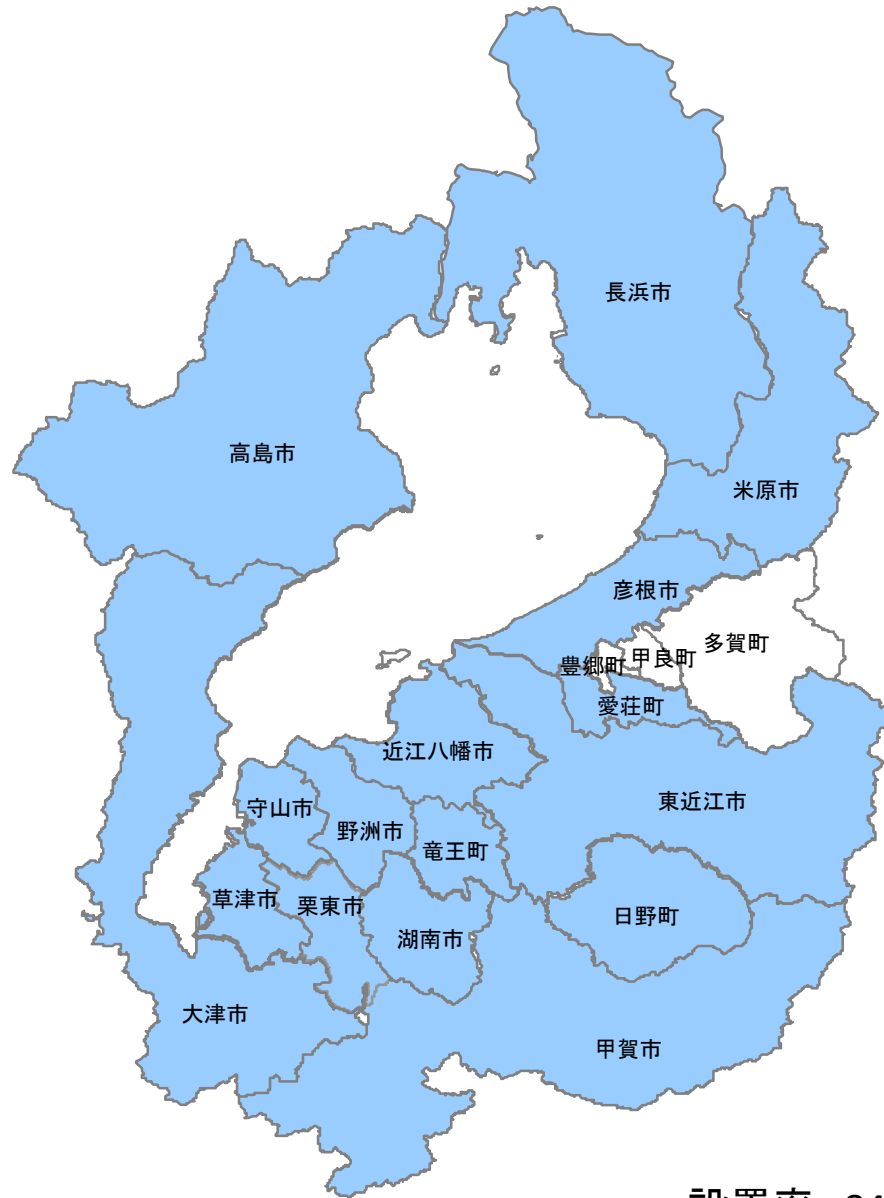 長浜市
高島市
米原市
彦根市
多賀町
甲良町
豊郷町
愛荘町
近江八幡市
東近江市
守山市
野洲市
竜王町
草津市
栗東市
日野町
湖南市
大津市
甲賀市